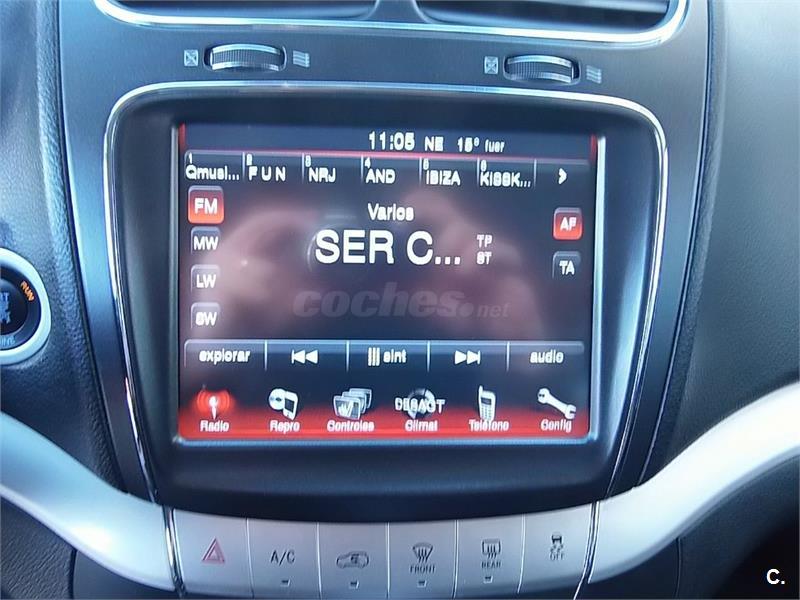 11:05 NE 15° fuer
1 2 3 4 5 6
Qmusi... FUN NRJ AND IBIZA KISSK... >
FM
Varios
AF
MW
SER C...
TP
ST
TA
LW
SW
coches.net
explorar sint audio
DESACT
Radio Repro Controles Climat Teléfono Config
RUN
A/C FRONT REAR OFF
C.